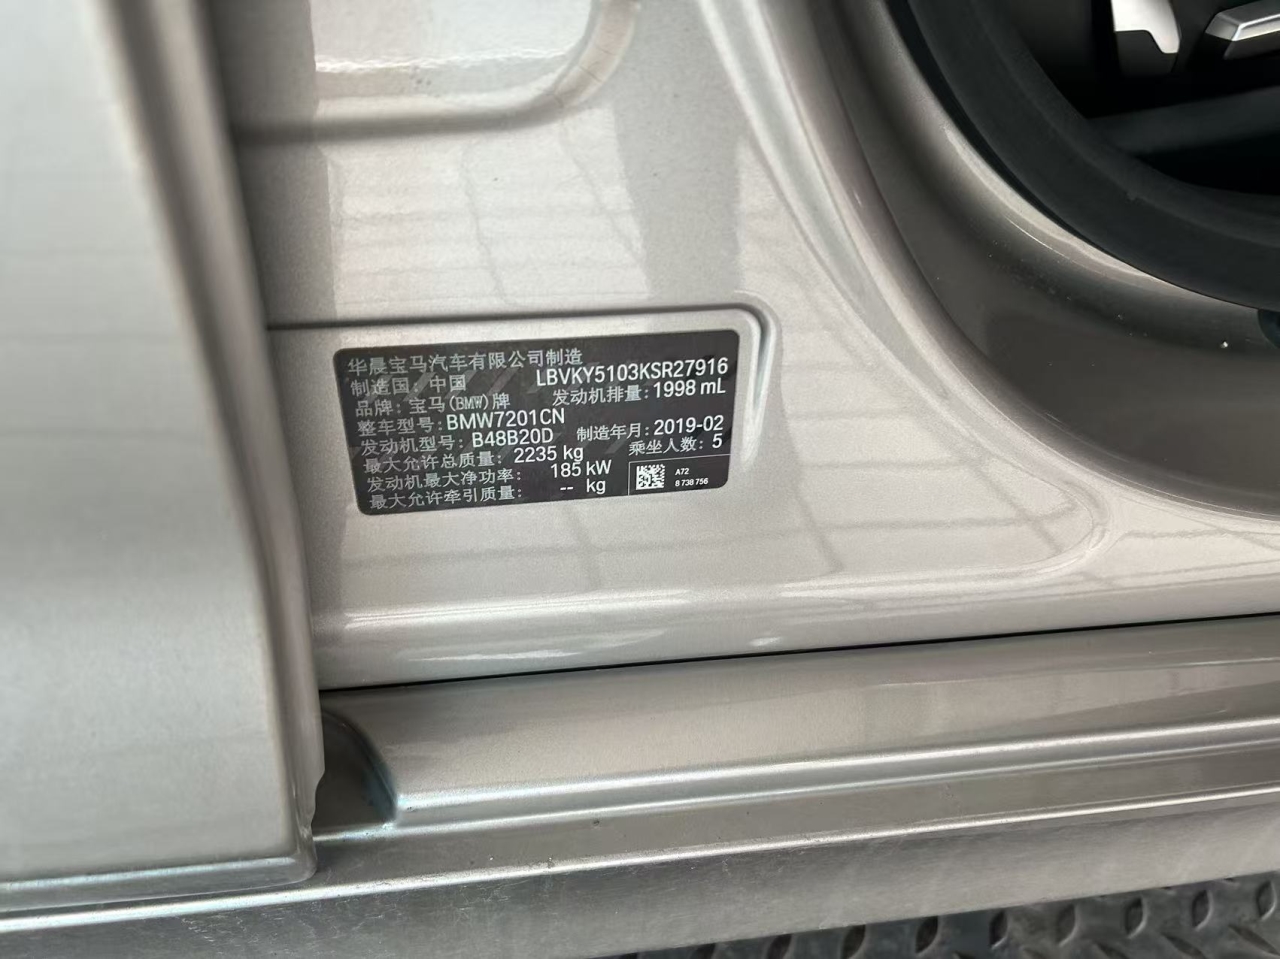 华晨宝马汽车有限公司制造
制造国: 中国 LBVKY5103KSR27916
品牌: 宝马(BMW)牌 发动机排量: 1998 mL
整车型号: BMW7201CN
发动机型号: B48B20D 制造年月: 2019-02
最大允许总质量: 2235 kg 乘坐人数: 5
发动机最大净功率: 185 kW
最大允许牵引质量: -- kg
A72
8 738 756